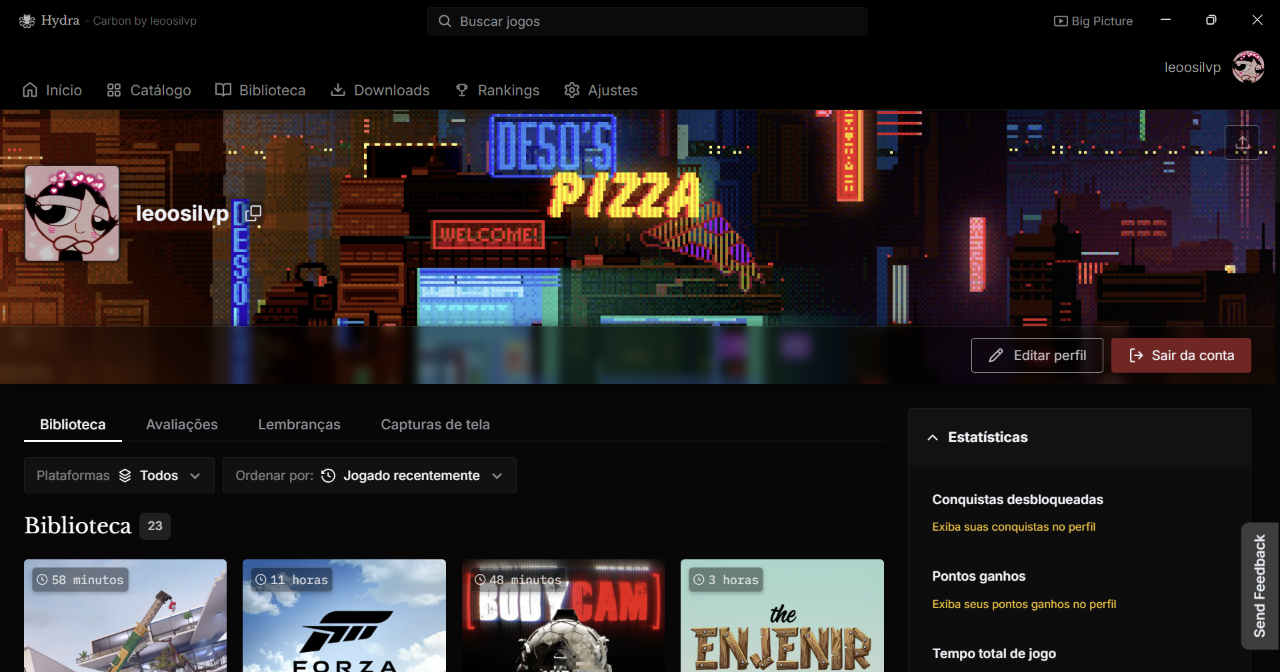 Hydra - Carbon by leoosilvp
Buscar jogos
Big Picture
leoosilvp
Início
Catálogo
Biblioteca
Downloads
Rankings
Ajustes
DESO'S
PIZZA
WELCOME!
DESO
leoosilvp
Editar perfil
Sair da conta
Biblioteca
Avaliações
Lembranças
Capturas de tela
Plataformas Todos
Ordenar por: Jogado recentemente
Biblioteca 23
58 minutos
11 horas
48 minutos
3 horas
FORZA
BODYCAM
the
ENJENIR
Estatísticas
Conquistas desbloqueadas
Exiba suas conquistas no perfil
Pontos ganhos
Exiba seus pontos ganhos no perfil
Tempo total de jogo
Send Feedback